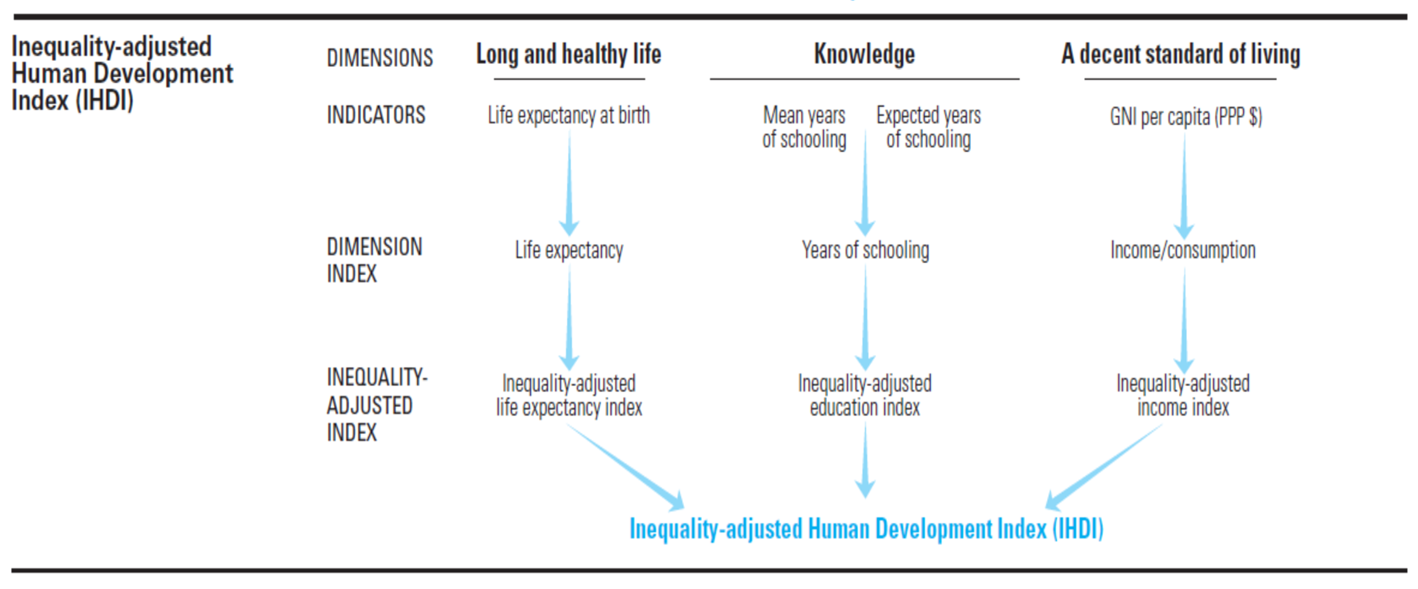 Inequality-adjusted
Human Development
Index (IHDI)
DIMENSIONS
Long and healthy life
Knowledge
A decent standard of living
INDICATORS
Life expectancy at birth
Mean years
of schooling
Expected years
of schooling
GNI per capita (PPP $)
DIMENSION
INDEX
Life expectancy
Years of schooling
Income/consumption
INEQUALITY-
ADJUSTED
INDEX
Inequality-adjusted
life expectancy index
Inequality-adjusted
education index
Inequality-adjusted
income index
Inequality-adjusted Human Development Index (IHDI)